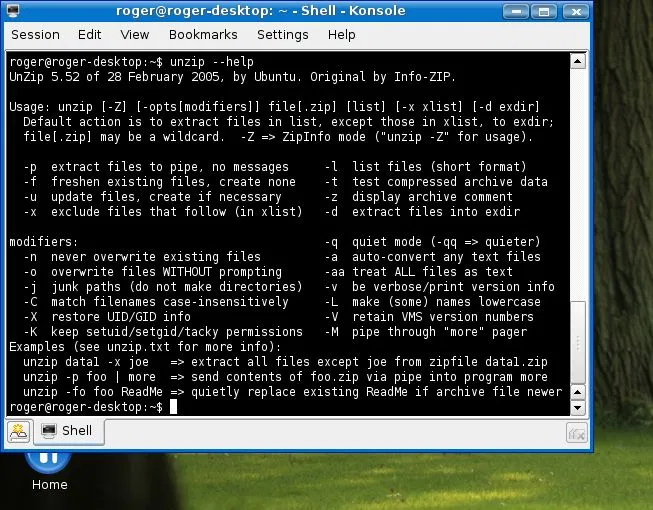 roger@roger-desktop: ~ - Shell - Konsole
Session Edit View Bookmarks Settings Help
roger@roger-desktop:~$ unzip --help
UnZip 5.52 of 28 February 2005, by Ubuntu. Original by Info-ZIP.
Usage: unzip [-Z] [-opts[modifiers]] file[.zip] [list] [-x xlist] [-d exdir]
Default action is to extract files in list, except those in xlist, to exdir;
file[.zip] may be a wildcard. -Z => ZipInfo mode ("unzip -Z" for usage).
-p extract files to pipe, no messages -l list files (short format)
-f freshen existing files, create none -t test compressed archive data
-u update files, create if necessary -z display archive comment
-x exclude files that follow (in xlist) -d extract files into exdir
modifiers: -q quiet mode (-qq => quieter)
-n never overwrite existing files -a auto-convert any text files
-o overwrite files WITHOUT prompting -aa treat ALL files as text
-j junk paths (do not make directories) -v be verbose/print version info
-C match filenames case-insensitively -L make (some) names lowercase
-X restore UID/GID info -V retain VMS version numbers
-K keep setuid/setgid/tacky permissions -M pipe through "more" pager
Examples (see unzip.txt for more info):
unzip data1 -x joe => extract all files except joe from zipfile data1.zip
unzip -p foo | more => send contents of foo.zip via pipe into program more
unzip -fo foo ReadMe => quietly replace existing ReadMe if archive file newer
roger@roger-desktop:~$
Shell
Home